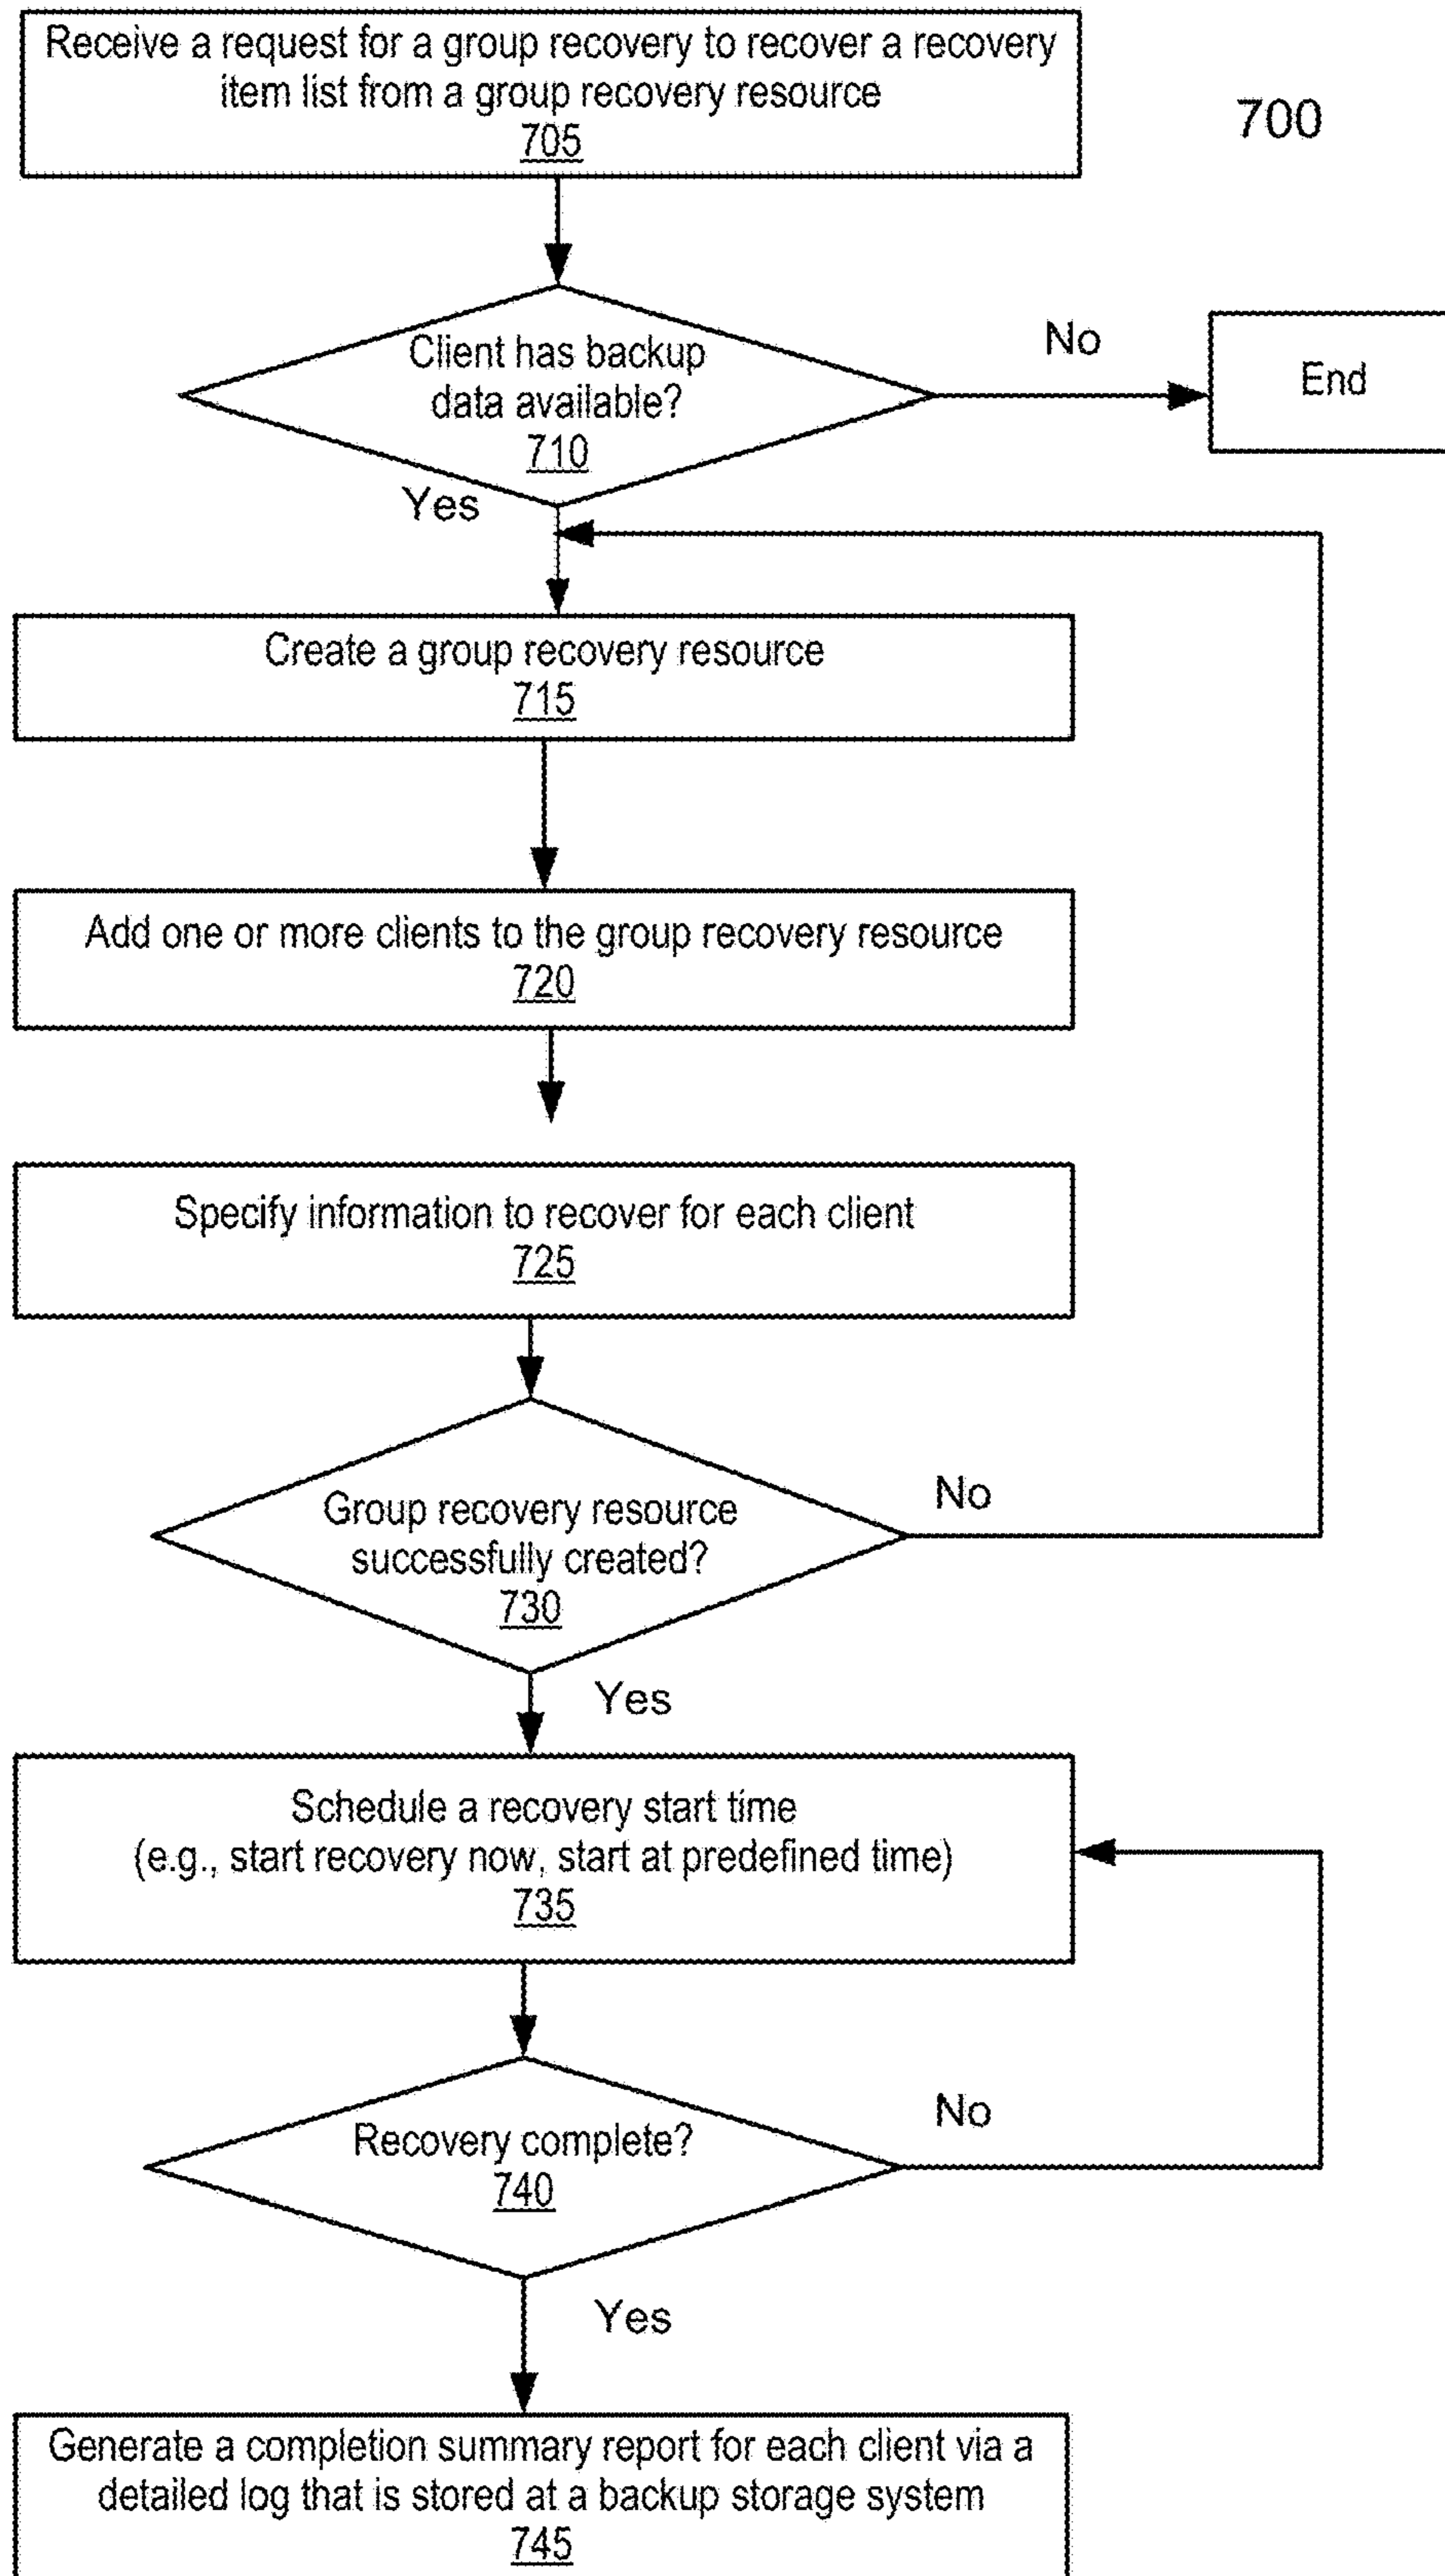 Receive a request for a group recovery to recover a recovery
item list from a group recovery resource
705
700
Client has backup
data available?
710
No
End
Yes
Create a group recovery resource
715
Add one or more clients to the group recovery resource
720
Specify information to recover for each client
725
Group recovery resource
successfully created?
730
No
Yes
Schedule a recovery start time
(e.g., start recovery now, start at predefined time)
735
Recovery complete?
740
No
Yes
Generate a completion summary report for each client via a
detailed log that is stored at a backup storage system
745